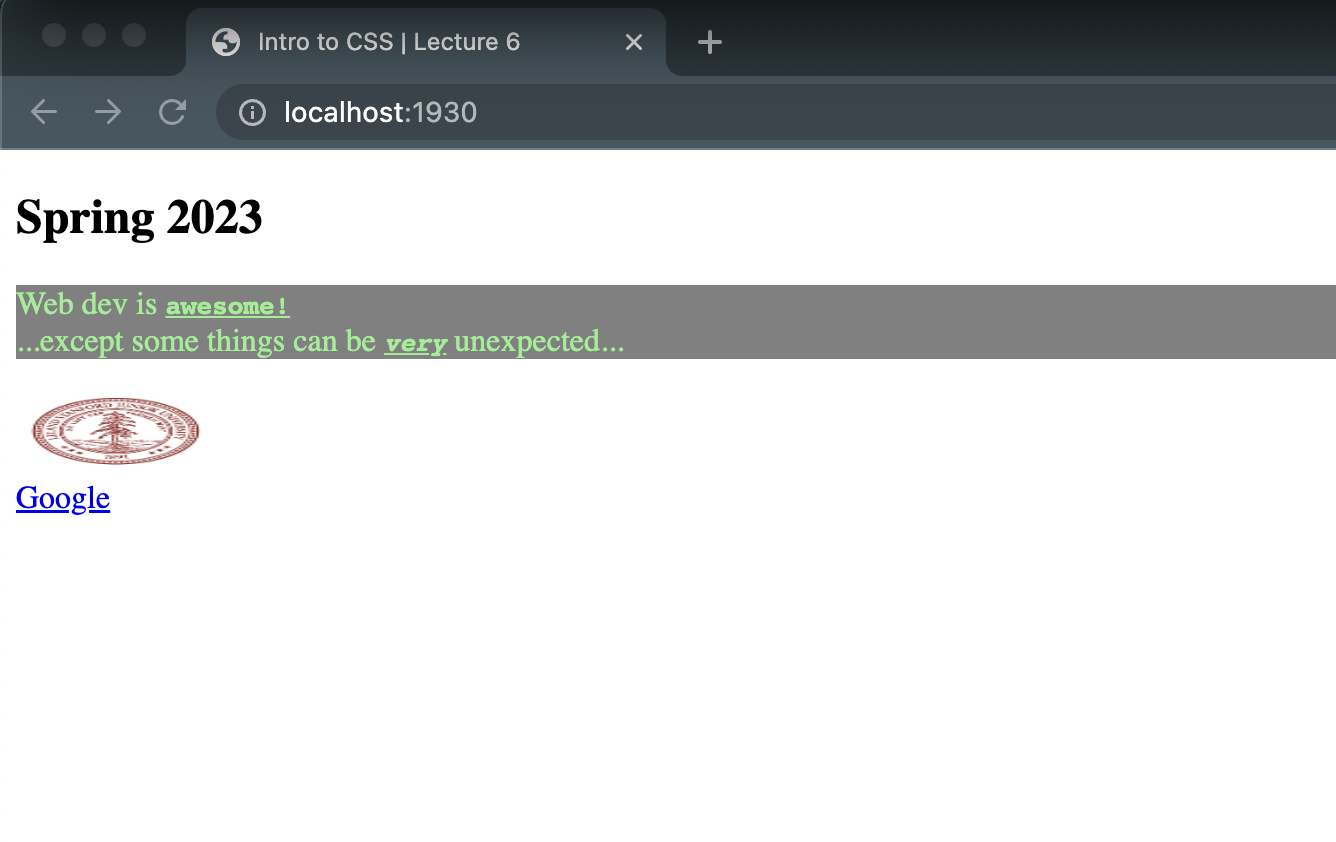 Intro to CSS | Lecture 6
localhost:1930
Spring 2023
Web dev is awesome!
...except some things can be very unexpected...
Google